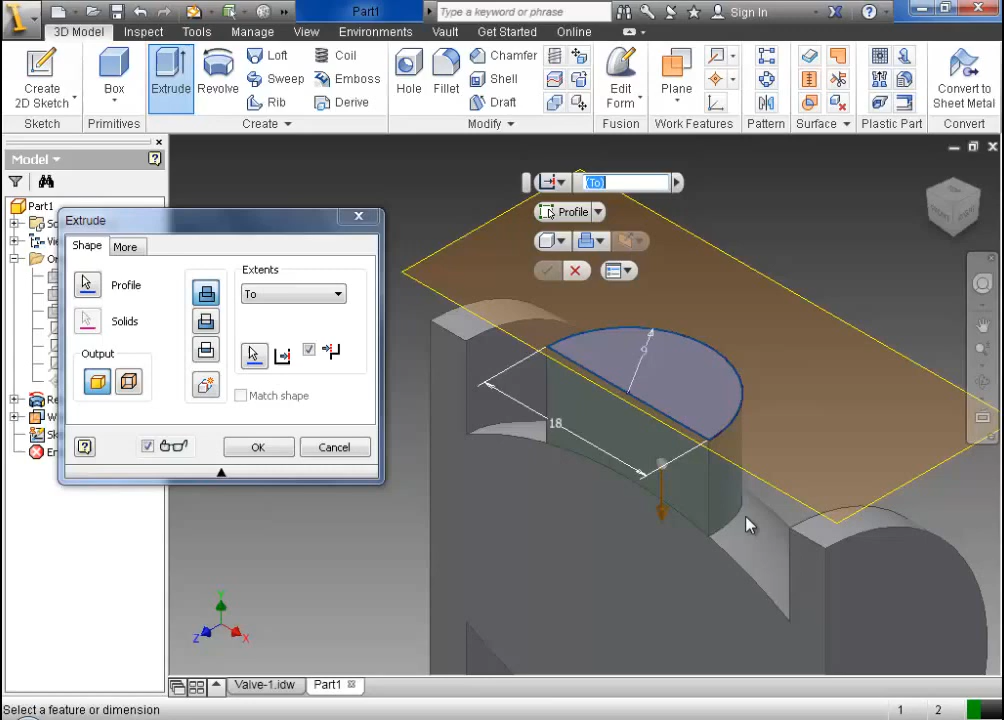 Part1
Type a keyword or phrase
Sign In
3D Model Inspect Tools Manage View Environments Vault Get Started Online
Create 2D Sketch
Box
Extrude
Revolve
Loft
Sweep
Rib
Coil
Emboss
Derive
Hole
Fillet
Chamfer
Shell
Draft
Edit Form
Plane
Convert to Sheet Metal
Sketch Primitives Create Modify Fusion Work Features Pattern Surface Plastic Part Convert
Model
Part1
(To)
Profile
Extrude
Shape More
Profile
Extents
To
Solids
Output
Match shape
OK Cancel
9
18
FRONT
Y
Z
X
Valve-1.idw Part1
Select a feature or dimension
1 2